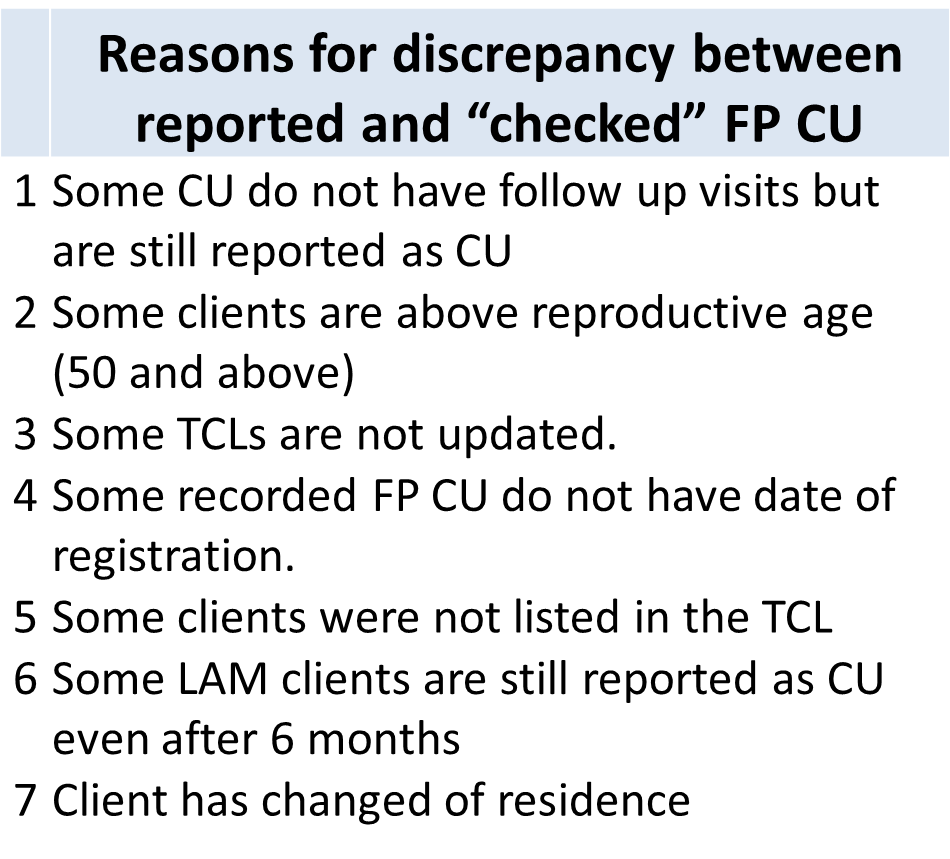 Reasons for discrepancy between
reported and “checked” FP CU
1 Some CU do not have follow up visits but
are still reported as CU
2 Some clients are above reproductive age
(50 and above)
3 Some TCLs are not updated.
4 Some recorded FP CU do not have date of
registration.
5 Some clients were not listed in the TCL
6 Some LAM clients are still reported as CU
even after 6 months
7 Client has changed of residence